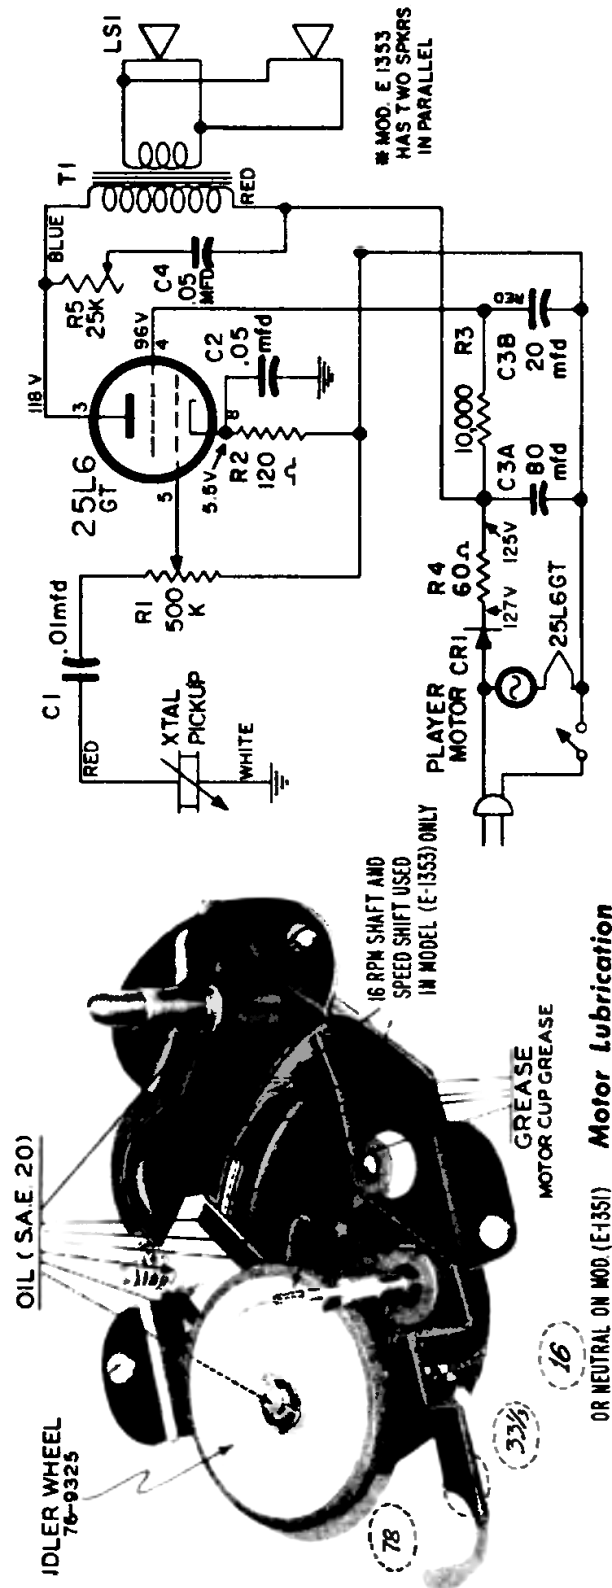 LS1
# MOD. E 1353
HAS TWO SPKRS
IN PARALLEL
T1
RED
BLUE
R5
25K
C4
.05
MFD
118V
3
96V
4
25L6
GT
5
8
5.5V
C2
.05
mfd
R2
120
Ω
C1
.01mfd
R1
500
K
RED
XTAL
PICKUP
WHITE
R3
10,000
RED
C3B
20
mfd
C3A
80
mfd
R4
60Ω
125V
127V
CR1
PLAYER
MOTOR
25L6GT
OIL (S.A.E. 20)
IDLER WHEEL
76-9325
16 RPM SHAFT AND
SPEED SHIFT USED
IN MODEL (E-1353) ONLY
GREASE
MOTOR CUP GREASE
78
33⅓
16
OR NEUTRAL ON MOD. (E-1351)
Motor Lubrication